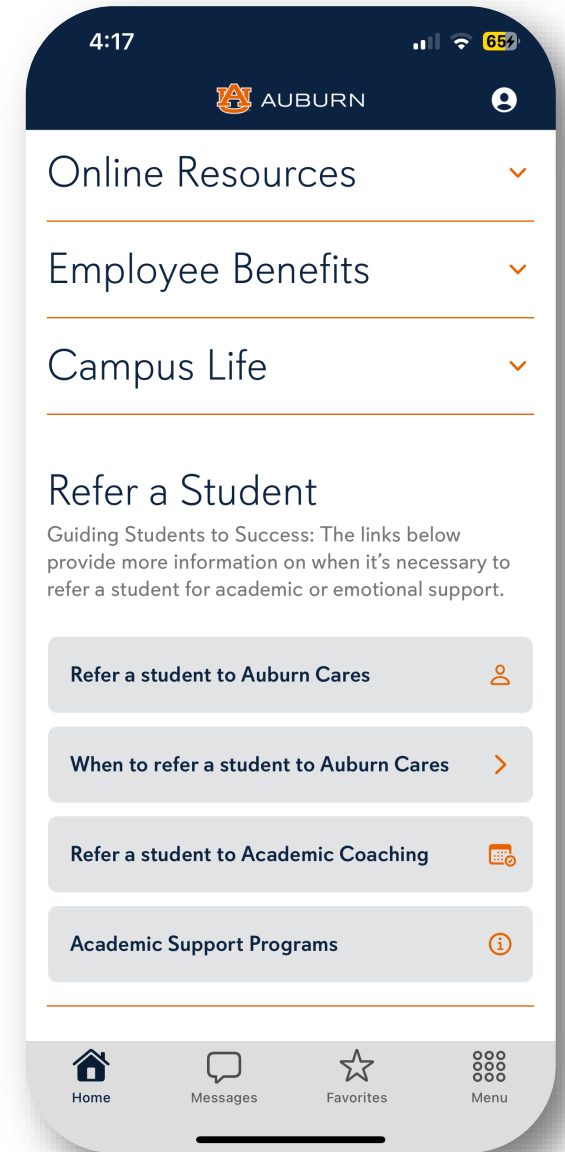 4:17
65
AU AUBURN
Online Resources
Employee Benefits
Campus Life
Refer a Student
Guiding Students to Success: The links below
provide more information on when it's necessary to
refer a student for academic or emotional support.
Refer a student to Auburn Cares
When to refer a student to Auburn Cares
Refer a student to Academic Coaching
Academic Support Programs
Home Messages Favorites Menu